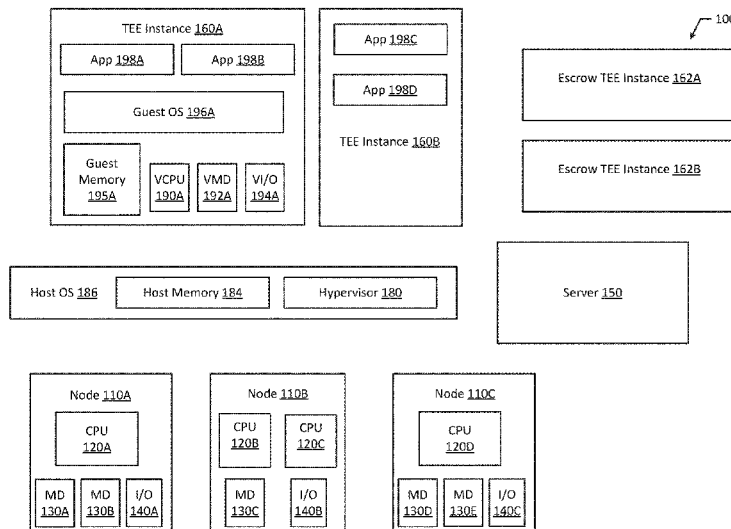 100
TEE Instance 160A
App 198A
App 198B
Guest OS 196A
Guest
Memory
195A
VCPU
190A
VMD
192A
VI/O
194A
App 198C
App 198D
TEE Instance 160B
Escrow TEE Instance 162A
Escrow TEE Instance 162B
Host OS 186
Host Memory 184
Hypervisor 180
Server 150
Node 110A
CPU
120A
MD
130A
MD
130B
I/O
140A
Node 110B
CPU
120B
CPU
120C
MD
130C
I/O
140B
Node 110C
CPU
120D
MD
130D
MD
130E
I/O
140C